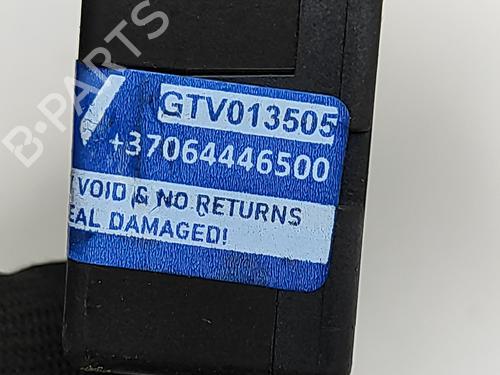 B-PARTS
GTV013505
+37064446500
VOID & NO RETURNS
EAL DAMAGED!